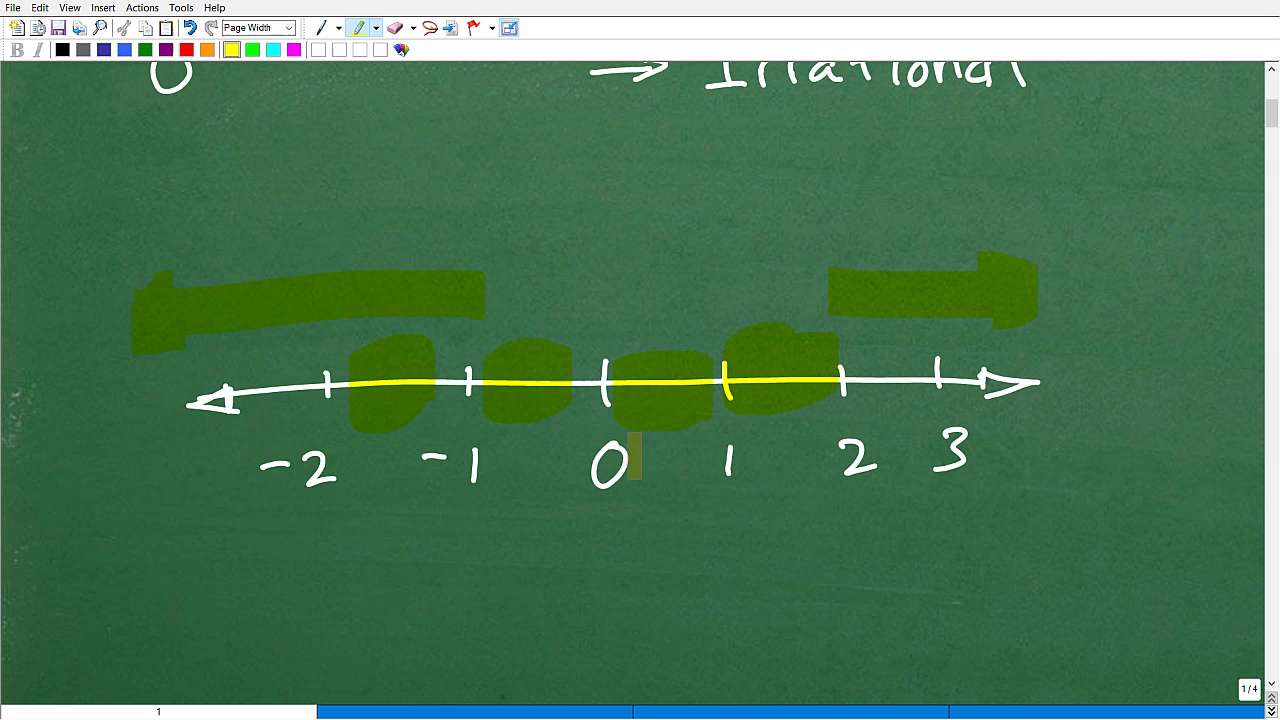 File Edit View Insert Actions Tools Help
Page Width
B I
0 → Irrational
-2 -1 0 1 2 3
1/4
1